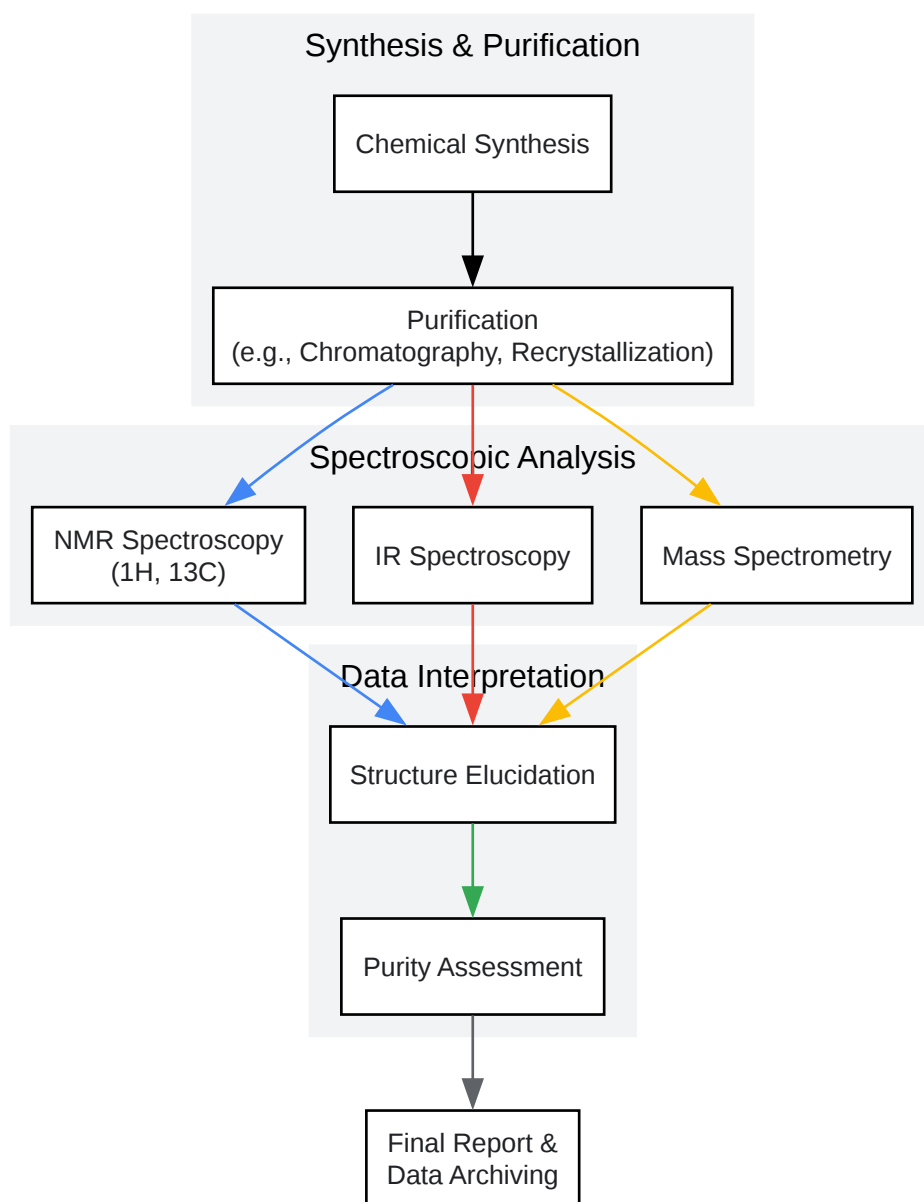 Synthesis & Purification
Chemical Synthesis
Purification
(e.g., Chromatography, Recrystallization)
Spectroscopic Analysis
NMR Spectroscopy
(1H, 13C)
IR Spectroscopy
Mass Spectrometry
Data Interpretation
Structure Elucidation
Purity Assessment
Final Report &
Data Archiving